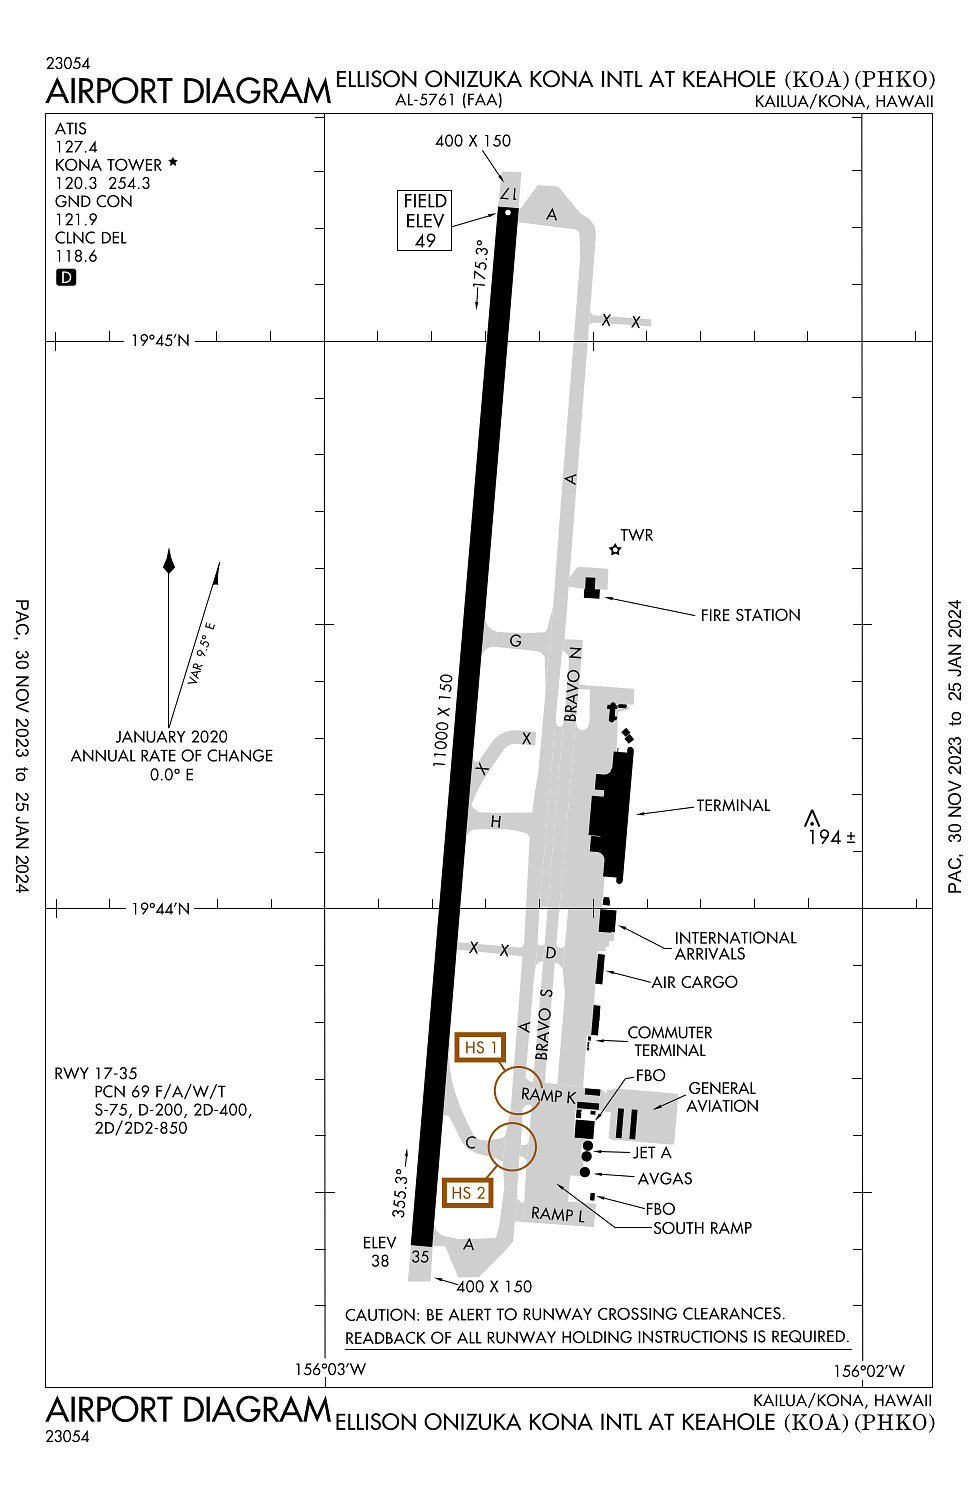 23054
AIRPORT DIAGRAM
ELLISON ONIZUKA KONA INTL AT KEAHOLE (KOA) (PHKO)
AL-5761 (FAA)
KAILUA/KONA, HAWAII
ATIS
127.4
KONA TOWER ★
120.3 254.3
GND CON
121.9
CLNC DEL
118.6
D
400 X 150
17
FIELD
ELEV
49
A
175.3°
X X
19°45'N
A
TWR
FIRE STATION
VAR 9.5° E
JANUARY 2020
ANNUAL RATE OF CHANGE
0.0° E
G
BRAVO N
11000 X 150
X
X
H
TERMINAL
194 ±
19°44'N
X X
D
INTERNATIONAL
ARRIVALS
AIR CARGO
BRAVO S
A
HS 1
COMMUTER
TERMINAL
FBO
RAMP K
GENERAL
AVIATION
RWY 17-35
PCN 69 F/A/W/T
S-75, D-200, 2D-400,
2D/2D2-850
C
JET A
AVGAS
HS 2
355.3°
FBO
RAMP L
SOUTH RAMP
ELEV
38
35
A
400 X 150
CAUTION: BE ALERT TO RUNWAY CROSSING CLEARANCES.
READBACK OF ALL RUNWAY HOLDING INSTRUCTIONS IS REQUIRED.
156°03'W
156°02'W
PAC, 30 NOV 2023 to 25 JAN 2024
PAC, 30 NOV 2023 to 25 JAN 2024
AIRPORT DIAGRAM
23054
KAILUA/KONA, HAWAII
ELLISON ONIZUKA KONA INTL AT KEAHOLE (KOA) (PHKO)